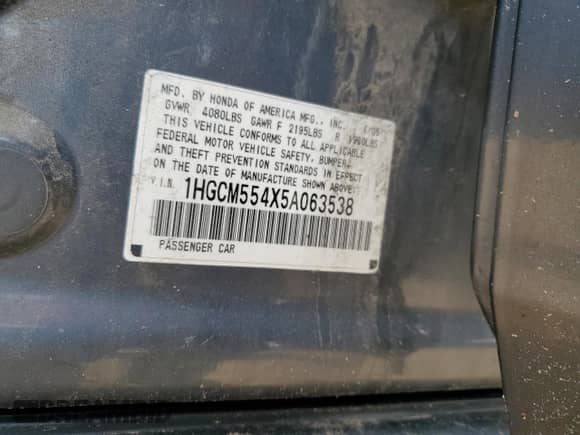 MFD. BY HONDA OF AMERICA MFG., INC.
GVWR 4080LBS GAWR F 2195LBS R
THIS VEHICLE CONFORMS TO ALL APPLICABLE
FEDERAL MOTOR VEHICLE SAFETY, BUMPER,
AND THEFT PREVENTION STANDARDS IN EFFECT
ON THE DATE OF MANUFACTURE SHOWN ABOVE.
V.I.N. 1HGCM554X5A063538
PASSENGER CAR